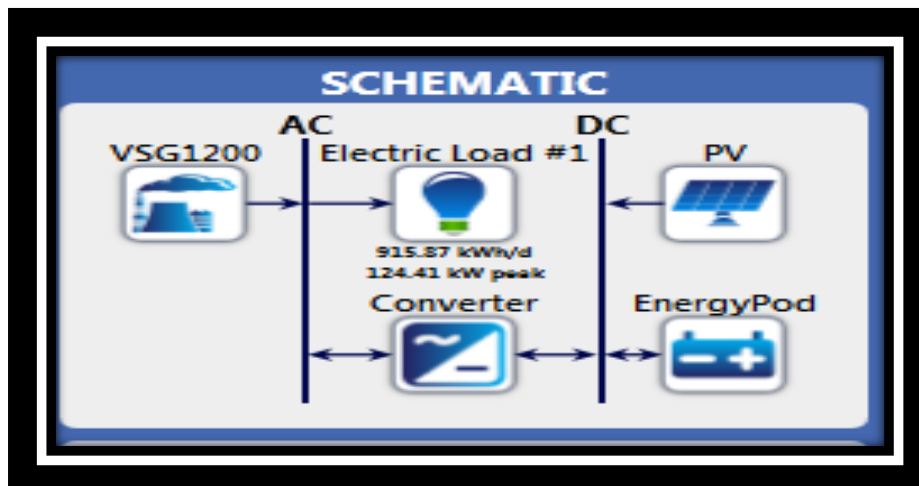 SCHEMATIC
AC
DC
VSG1200
Electric Load #1
PV
915.87 kWh/d
124.41 kW peak
Converter
EnergyPod